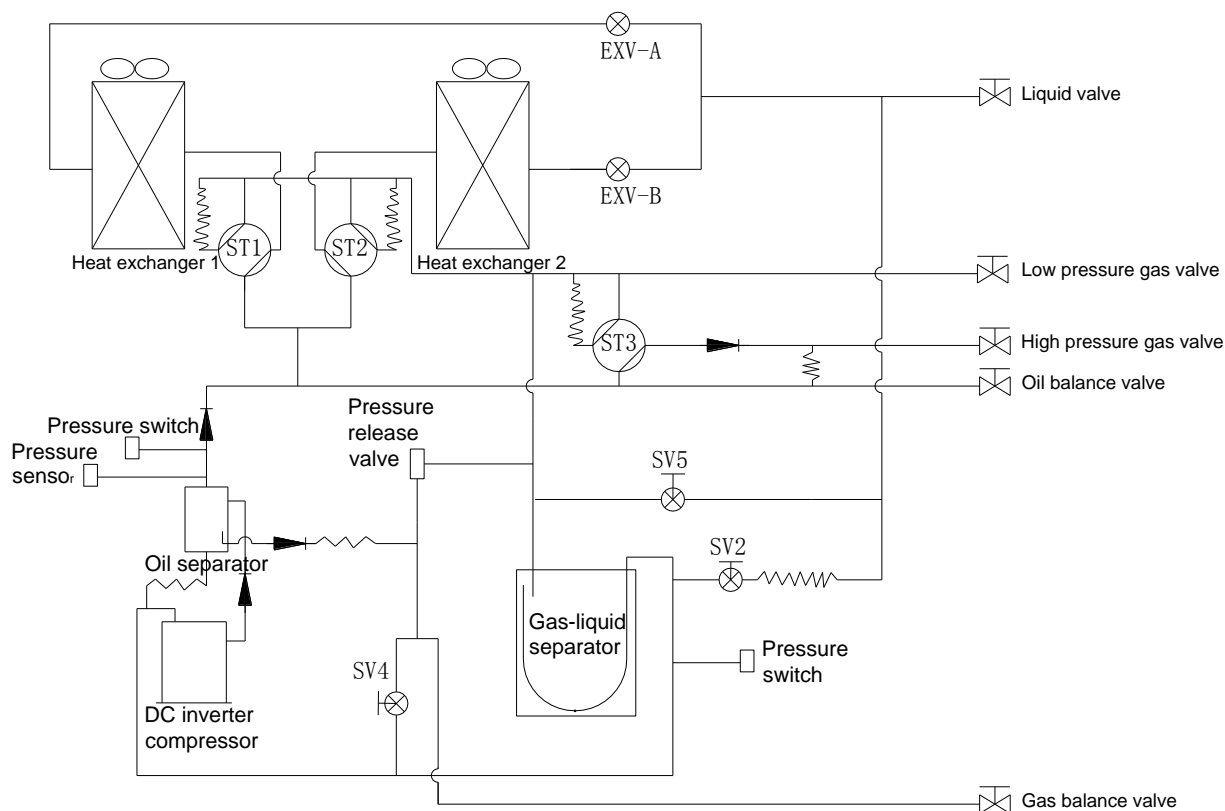 EXV-A
Liquid valve
EXV-B
ST1
ST2
Heat exchanger 1
Heat exchanger 2
Low pressure gas valve
ST3
High pressure gas valve
Oil balance valve
Pressure switch
Pressure
sensor
Pressure
release
valve
SV5
Oil separator
SV2
Gas-liquid
separator
Pressure
switch
SV4
DC inverter
compressor
Gas balance valve